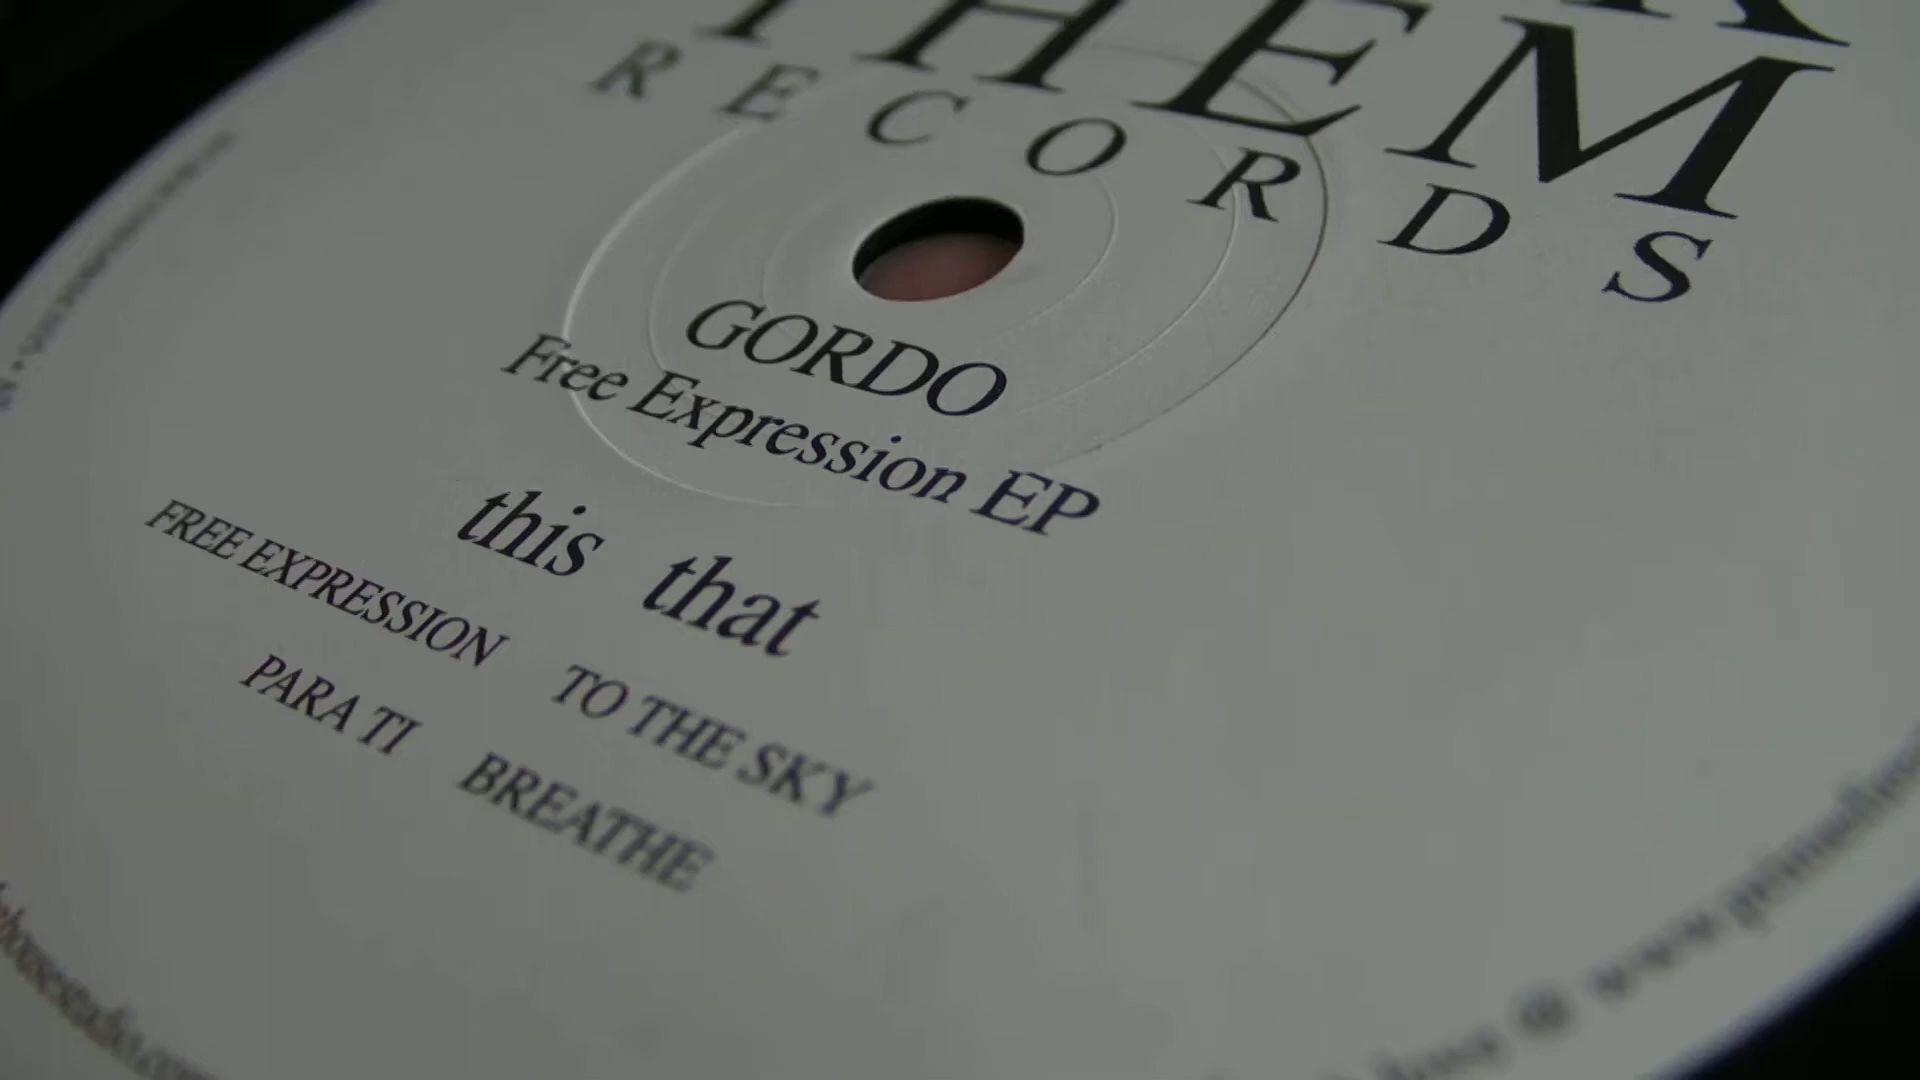 THEM
RECORDS
GORDO
Free Expression EP
this that
FREE EXPRESSION TO THE SKY
PARA TI BREATHE